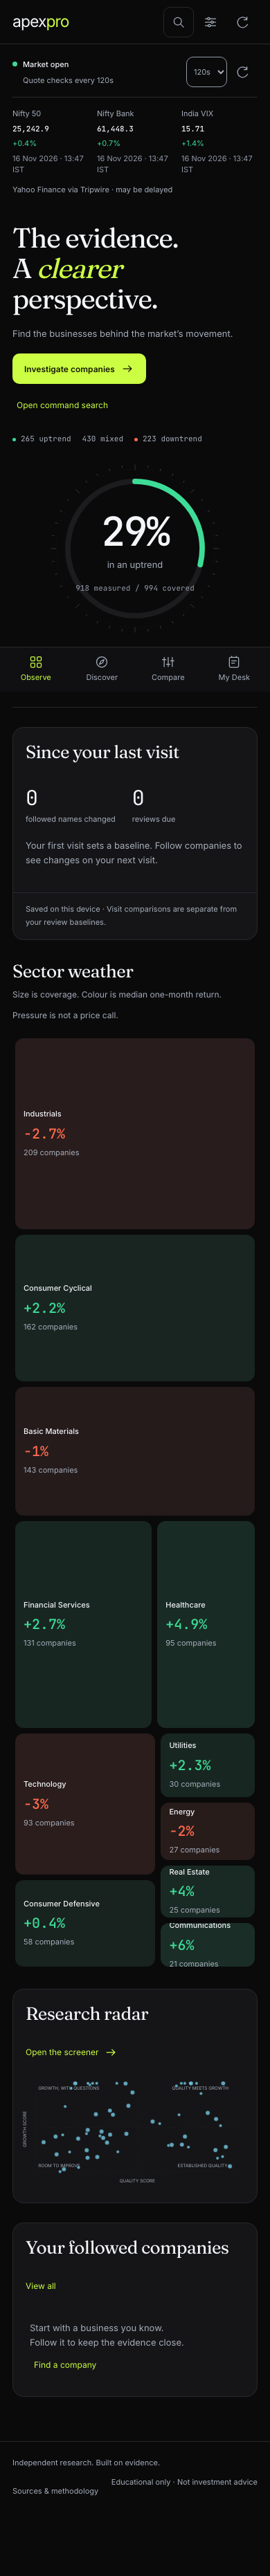 apexpro
Market open
Quote checks every 120s
120s
Nifty 50
25,242.9
+0.4%
16 Nov 2026 · 13:47
IST
Nifty Bank
61,448.3
+0.7%
16 Nov 2026 · 13:47
IST
India VIX
15.71
+1.4%
16 Nov 2026 · 13:47
IST
Yahoo Finance via Tripwire · may be delayed
The evidence.
A clearer
perspective.
Find the businesses behind the market's movement.
Investigate companies →
Open command search
265 uptrend 430 mixed 223 downtrend
29%
in an uptrend
918 measured / 994 covered
Observe
Discover
Compare
My Desk
Since your last visit
0
followed names changed
0
reviews due
Your first visit sets a baseline. Follow companies to
see changes on your next visit.
Saved on this device · Visit comparisons are separate from
your review baselines.
Sector weather
Size is coverage. Colour is median one-month return.
Pressure is not a price call.
Industrials
-2.7%
209 companies
Consumer Cyclical
+2.2%
162 companies
Basic Materials
-1%
143 companies
Financial Services
+2.7%
131 companies
Healthcare
+4.9%
95 companies
Technology
-3%
93 companies
Consumer Defensive
+0.4%
58 companies
Utilities
+2.3%
30 companies
Energy
-2%
27 companies
Real Estate
+4%
25 companies
Communications
+6%
21 companies
Research radar
Open the screener →
GROWTH, WITH QUESTIONS
QUALITY MEETS GROWTH
GROWTH SCORE
ROOM TO IMPROVE
ESTABLISHED QUALITY
QUALITY SCORE
Your followed companies
View all
Start with a business you know.
Follow it to keep the evidence close.
Find a company
Independent research. Built on evidence.
Educational only · Not investment advice
Sources & methodology